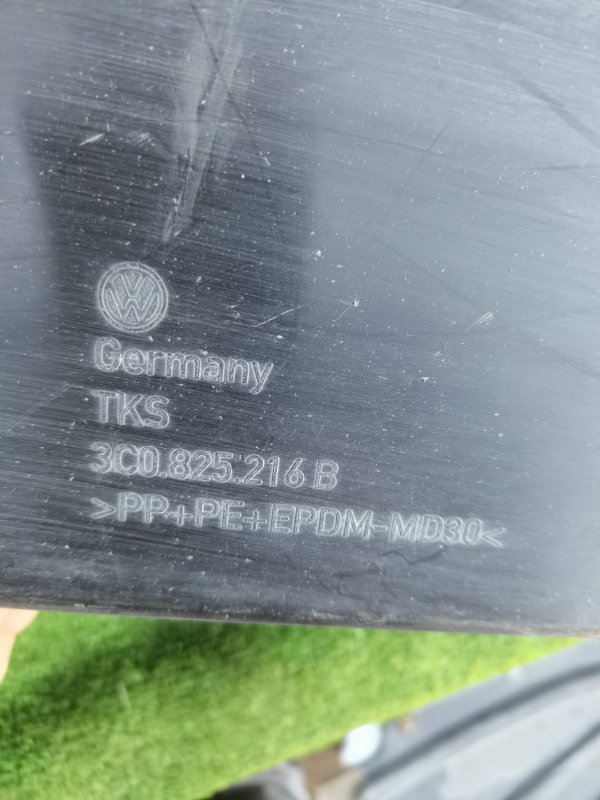 Germany
TKS
3C0.825.216 B
>PP+PE+EPDM-MD30<